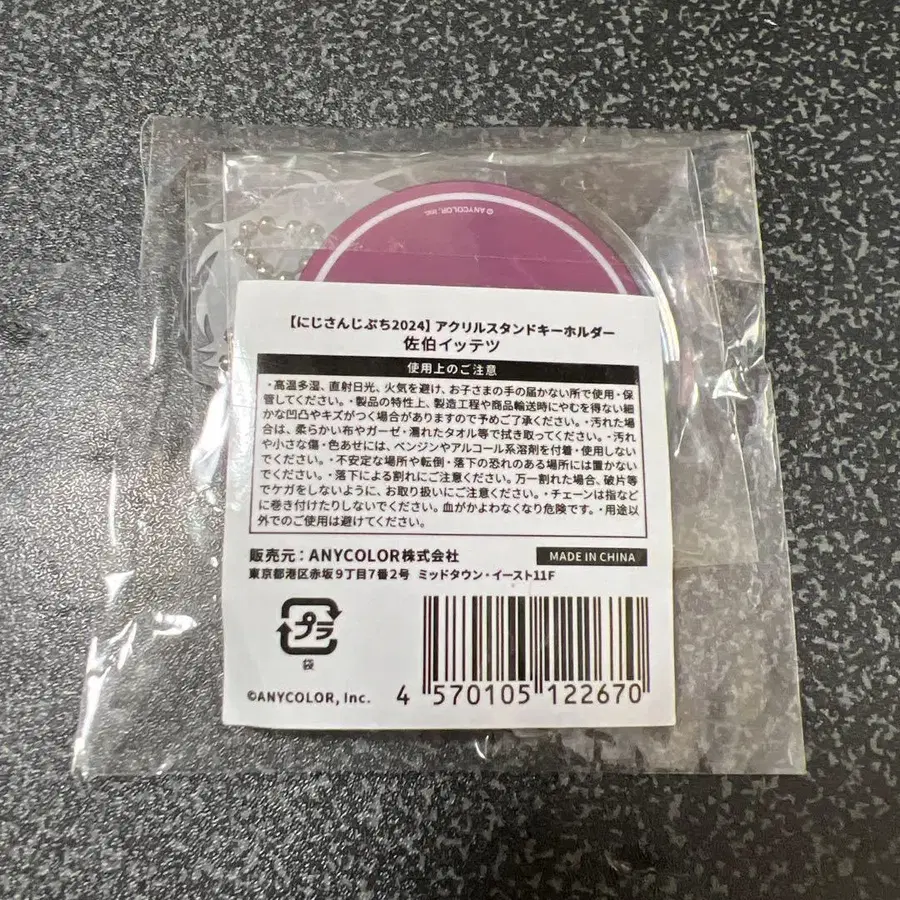 © ANYCOLOR, Inc.
【にじさんじぷち2024】アクリルスタンドキーホルダー
佐伯イッテツ
使用上のご注意
・高温多湿、直射日光、火気を避け、お子さまの手の届かない所で使用・保
管してください。・製品の特性上、製造工程や商品輸送時にやむを得ない細
かな凹凸やキズがつく場合がありますので予めご了承ください。・汚れた場
合は、柔らかい布やガーゼ・濡れたタオル等で拭き取ってください。・汚れ
や小さな傷・色あせには、ベンジンやアルコール系溶剤を付着・使用しない
でください。・不安定な場所や転倒・落下の恐れのある場所には置かない
でください。・落下による割れにご注意ください。万一割れた場合、破片等
でケガをしないように、お取り扱いにご注意ください。・チェーンは指など
に巻き付けたりしないでください。血がかよわなくなり危険です。・用途以
外でのご使用は避けてください。
販売元：ANYCOLOR株式会社
MADE IN CHINA
東京都港区赤坂9丁目7番2号 ミッドタウン・イースト11F
プラ
袋
©ANYCOLOR, Inc.
4 570105 122670